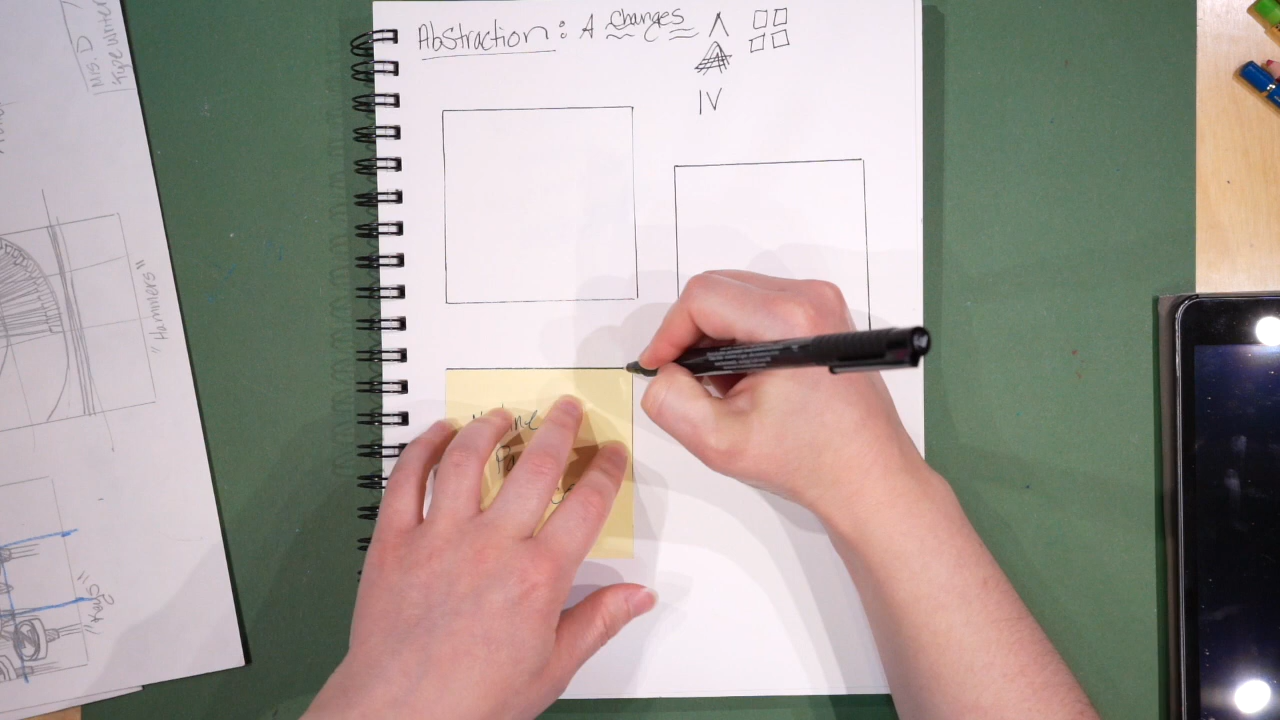 Abstraction: A changes
IV
Mrs. D
Typewriter
"Hammers"
"Keys"